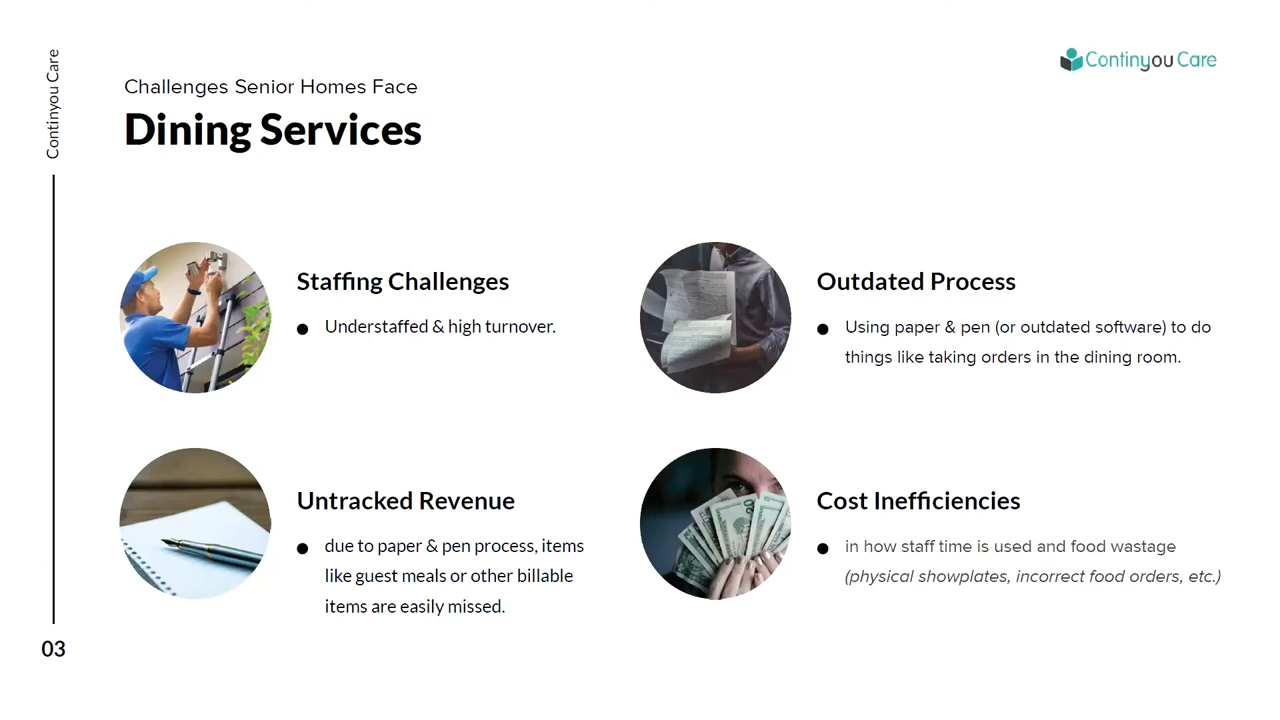 Continyou Care
Continyou Care
Challenges Senior Homes Face
Dining Services
Staffing Challenges
● Understaffed & high turnover.
Outdated Process
● Using paper & pen (or outdated software) to do
things like taking orders in the dining room.
Untracked Revenue
● due to paper & pen process, items
like guest meals or other billable
items are easily missed.
Cost Inefficiencies
● in how staff time is used and food wastage
(physical showplates, incorrect food orders, etc.)
03